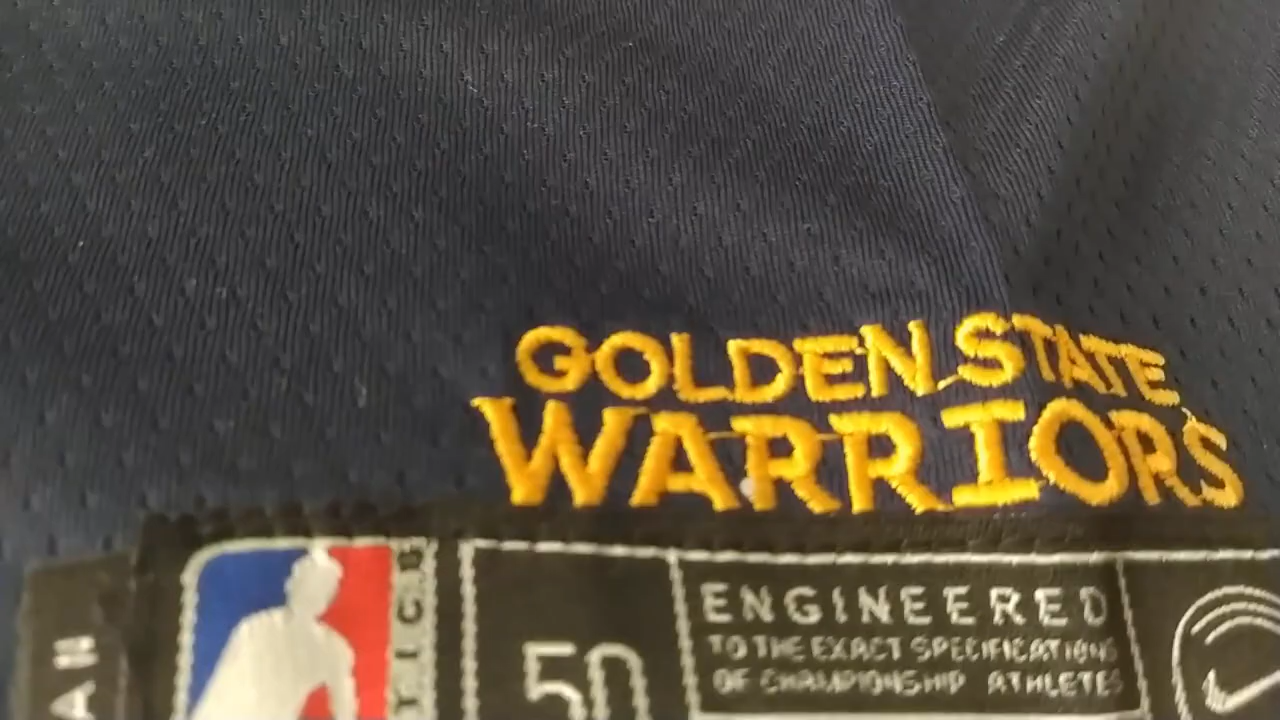 GOLDEN STATE
WARRIORS
50
ENGINEERED
TO THE EXACT SPECIFICATIONS
OF CHAMPIONSHIP ATHLETES